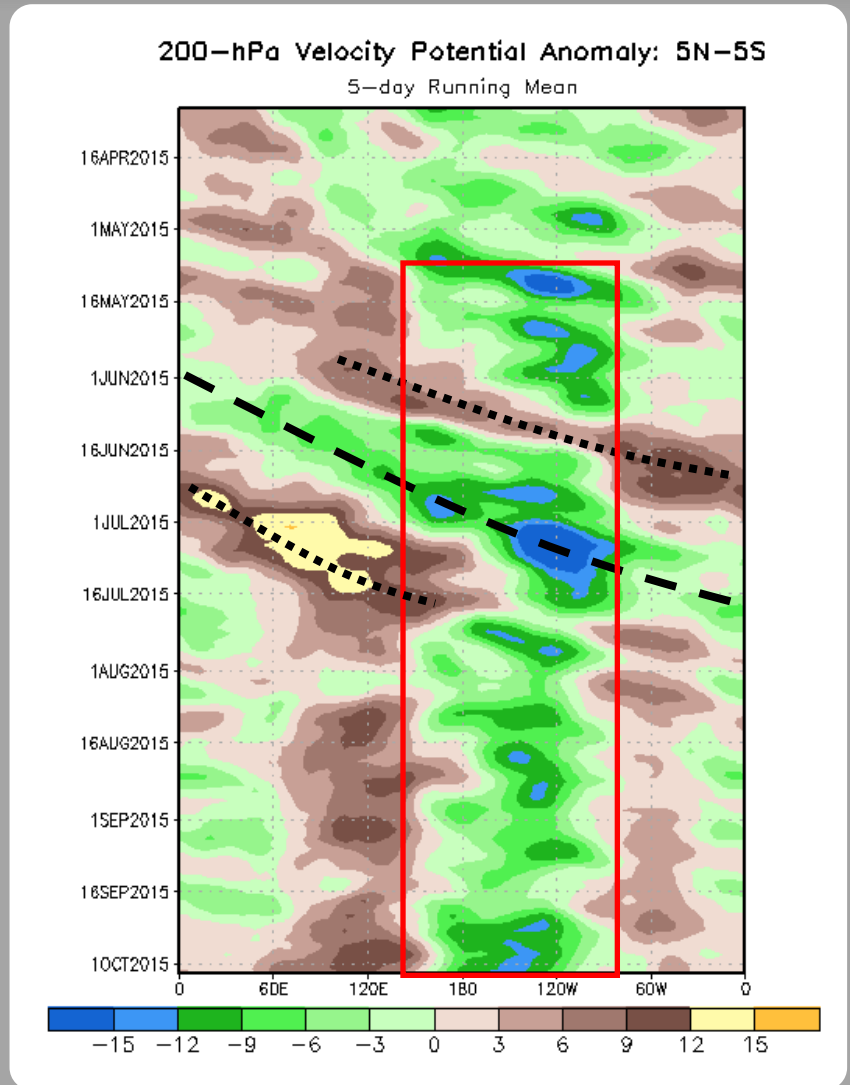 200-hPa Velocity Potential Anomaly: 5N-5S
5-day Running Mean
16APR2015
1MAY2015
16MAY2015
1JUN2015
16JUN2015
1JUL2015
16JUL2015
1AUG2015
16AUG2015
1SEP2015
16SEP2015
1OCT2015
0 60E 120E 180 120W 60W 0
-15 -12 -9 -6 -3 0 3 6 9 12 15